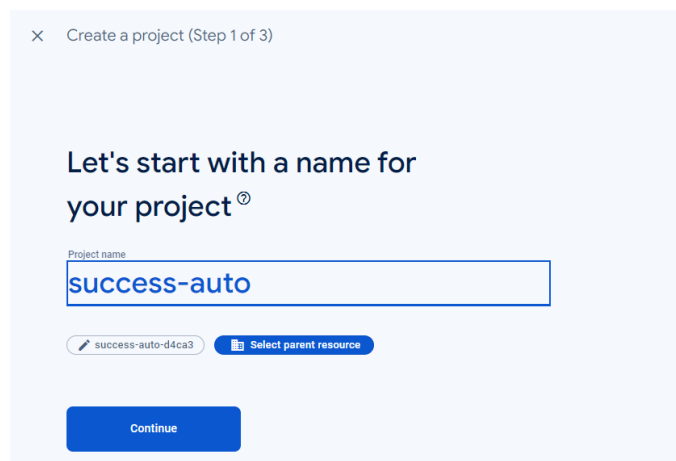 Create a project (Step 1 of 3)
Let's start with a name for
your project
Project name
success-auto
success-auto-d4ca3
Select parent resource
Continue